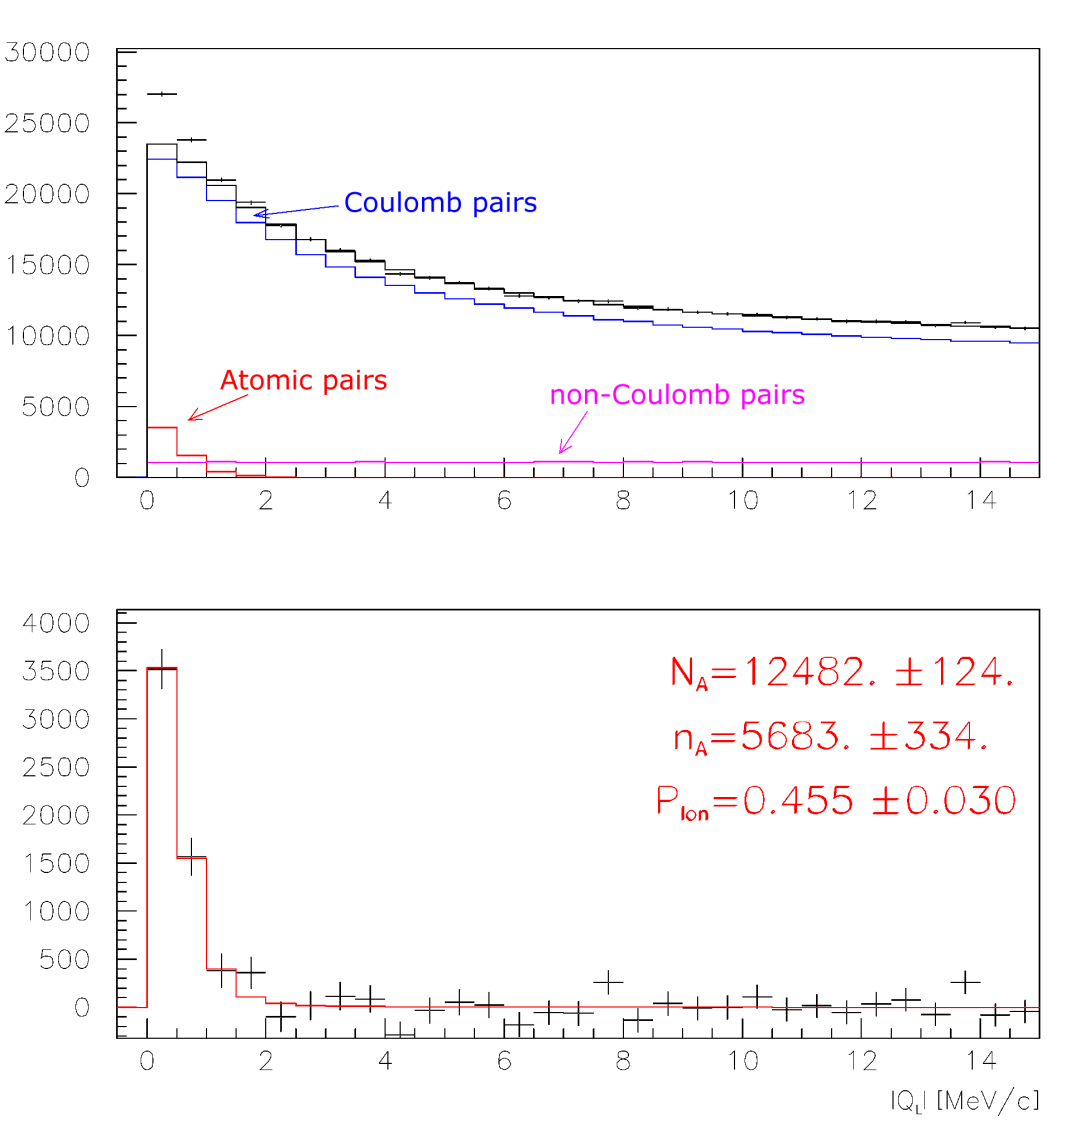 30000
25000
20000
15000
10000
5000
0
Coulomb pairs
Atomic pairs
non-Coulomb pairs
0 2 4 6 8 10 12 14
4000
3500
3000
2500
2000
1500
1000
500
0
N_A=12482. ±124.
n_A=5683. ±334.
P_Ion=0.455 ±0.030
0 2 4 6 8 10 12 14
|Q_L| [MeV/c]